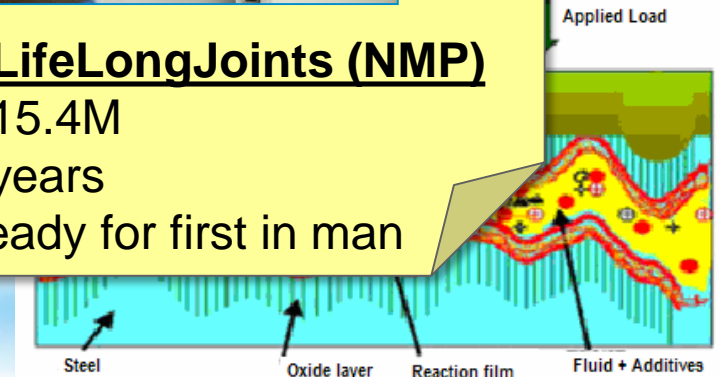 Applied Load
LifeLongJoints (NMP)
15.4M
years
eady for first in man
Steel
Oxide layer
Reaction film
Fluid + Additives